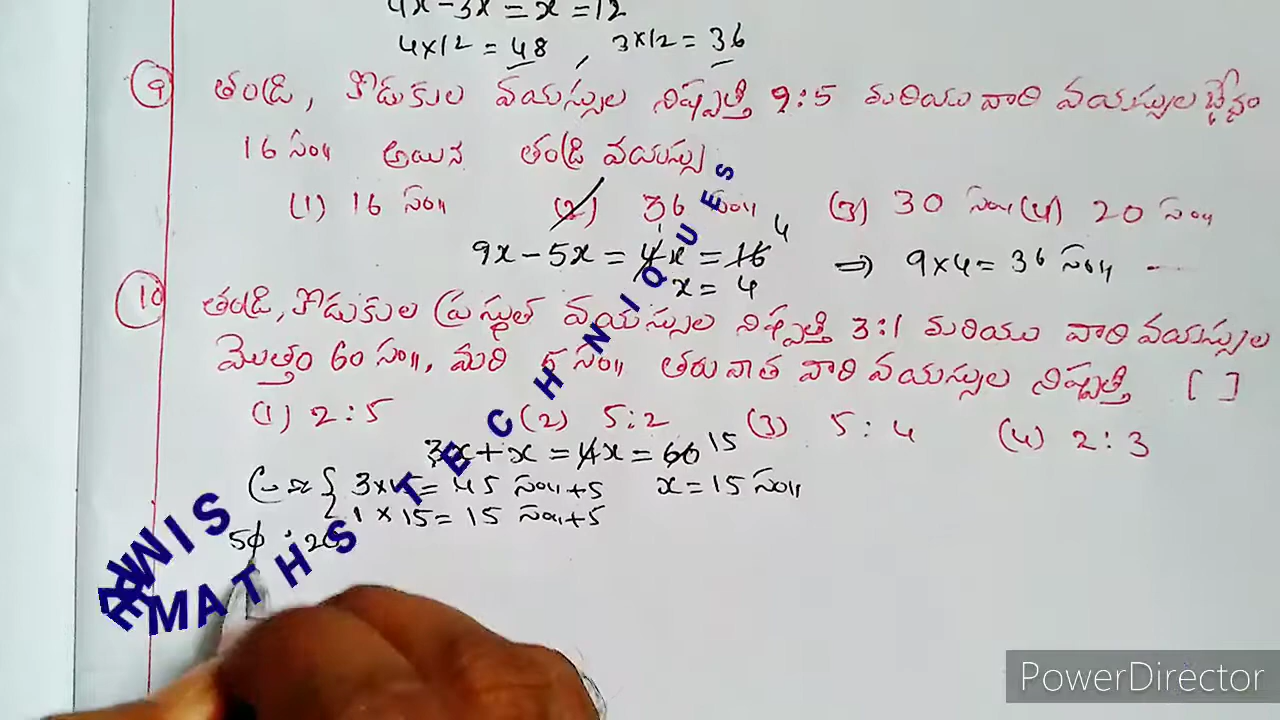 4x-3x = x = 12
4×12 = 48 , 3×12 = 36
9 తండ్రి, కొడుకుల వయస్సుల నిష్పత్తి 9:5 మరియు వారి వయస్సుల భేదం
16 సం॥ అయిన తండ్రి వయస్సు
(1) 16 సం॥ (2) 36 సం॥ (3) 30 సం॥ (4) 20 సం॥
9x-5x = 4x = 16 4 ⇒ 9×4 = 36 సం॥
x = 4
10 తండ్రి, కొడుకుల ప్రస్తుత వయస్సుల నిష్పత్తి 3:1 మరియు వారి వయస్సుల
మొత్తం 60 సం॥, మరి 5 సం॥ తరువాత వారి వయస్సుల నిష్పత్తి [ ]
(1) 2:5 (2) 5:2 (3) 5:4 (4) 2:3
3x+x = 4x = 60 15
3×15 = 45 సం॥+5 x = 15 సం॥
1×15 = 15 సం॥+5
50 : 20
MATHS TECHNIQUES
PowerDirector